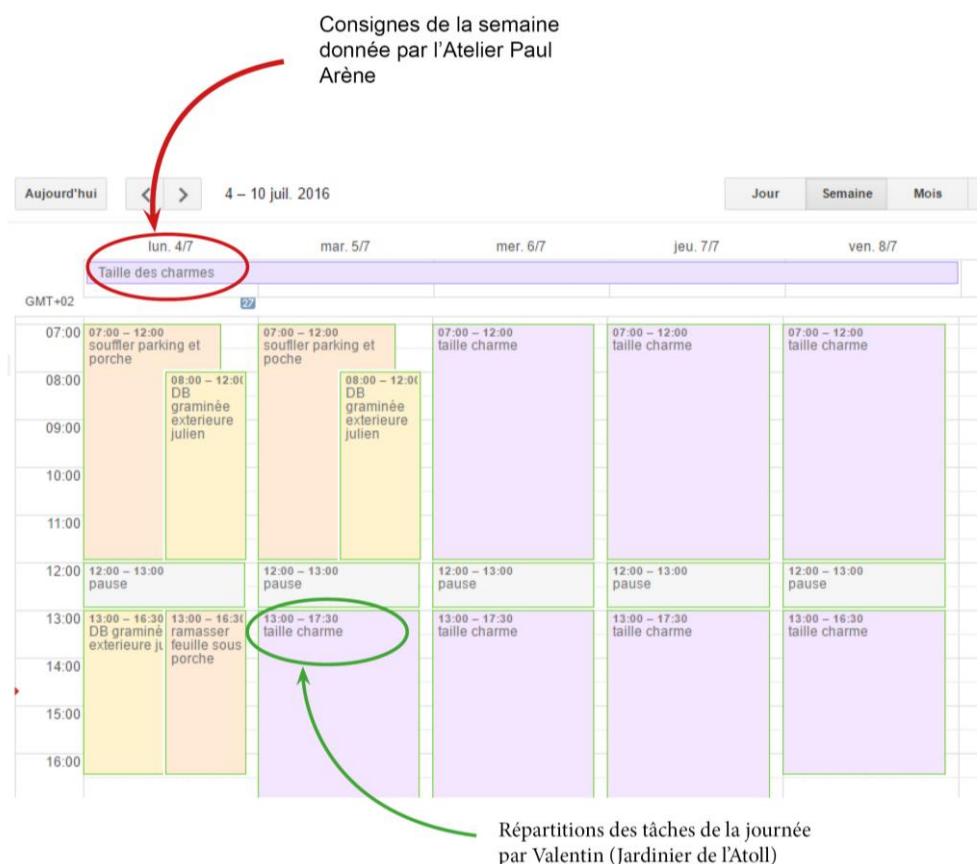 Consignes de la semaine
donnée par l'Atelier Paul
Arène
Aujourd'hui
4 – 10 juil. 2016
Jour
Semaine
Mois
lun. 4/7
mar. 5/7
mer. 6/7
jeu. 7/7
ven. 8/7
Taille des charmes
GMT+02
27
07:00
07:00 – 12:00
souffler parking et
porche
07:00 – 12:00
souffler parking et
poche
07:00 – 12:00
taille charme
07:00 – 12:00
taille charme
07:00 – 12:00
taille charme
08:00
08:00 – 12:0
DB
graminée
exterieure
julien
08:00 – 12:0
DB
graminée
exterieure
julien
09:00
10:00
11:00
12:00
12:00 – 13:00
pause
12:00 – 13:00
pause
12:00 – 13:00
pause
12:00 – 13:00
pause
12:00 – 13:00
pause
13:00
13:00 – 16:30
DB graminé
exterieure ju
13:00 – 16:3
ramasser
feuille sous
porche
13:00 – 17:30
taille charme
13:00 – 17:30
taille charme
13:00 – 17:30
taille charme
13:00 – 16:30
taille charme
14:00
15:00
16:00
Répartitions des tâches de la journée
par Valentin (Jardinier de l'Atoll)